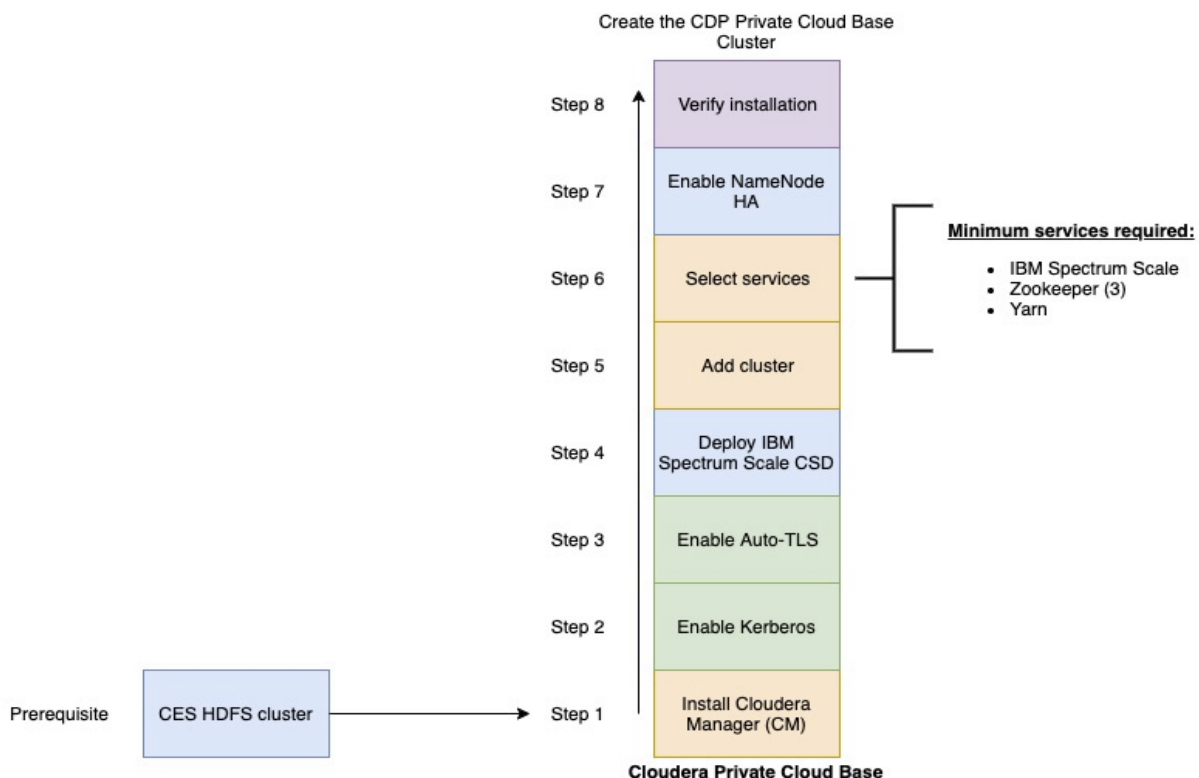 Create the CDP Private Cloud Base
Cluster
Step 8
Verify installation
Step 7
Enable NameNode
HA
Step 6
Select services
Minimum services required:
• IBM Spectrum Scale
• Zookeeper (3)
• Yarn
Step 5
Add cluster
Step 4
Deploy IBM
Spectrum Scale CSD
Step 3
Enable Auto-TLS
Step 2
Enable Kerberos
Prerequisite
CES HDFS cluster
Step 1
Install Cloudera
Manager (CM)
Cloudera Private Cloud Base